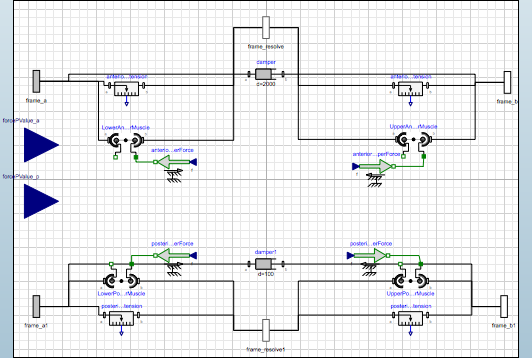 frame_resolve
damper
d=2000
anterio...tension
anterio...tension
frame_a
frame_b
forcePValue_a
LowerAn...rMuscle
UpperAn...rMuscle
anterio...erForce
anterior...perForce
f
f
forcePValue_p
posteri...erForce
damper1
posteri...erForce
f
f
d=100
LowerPo...rMuscle
UpperPo...rMuscle
posteri...tension
posteri...tension
frame_a1
frame_b1
frame_resolve1